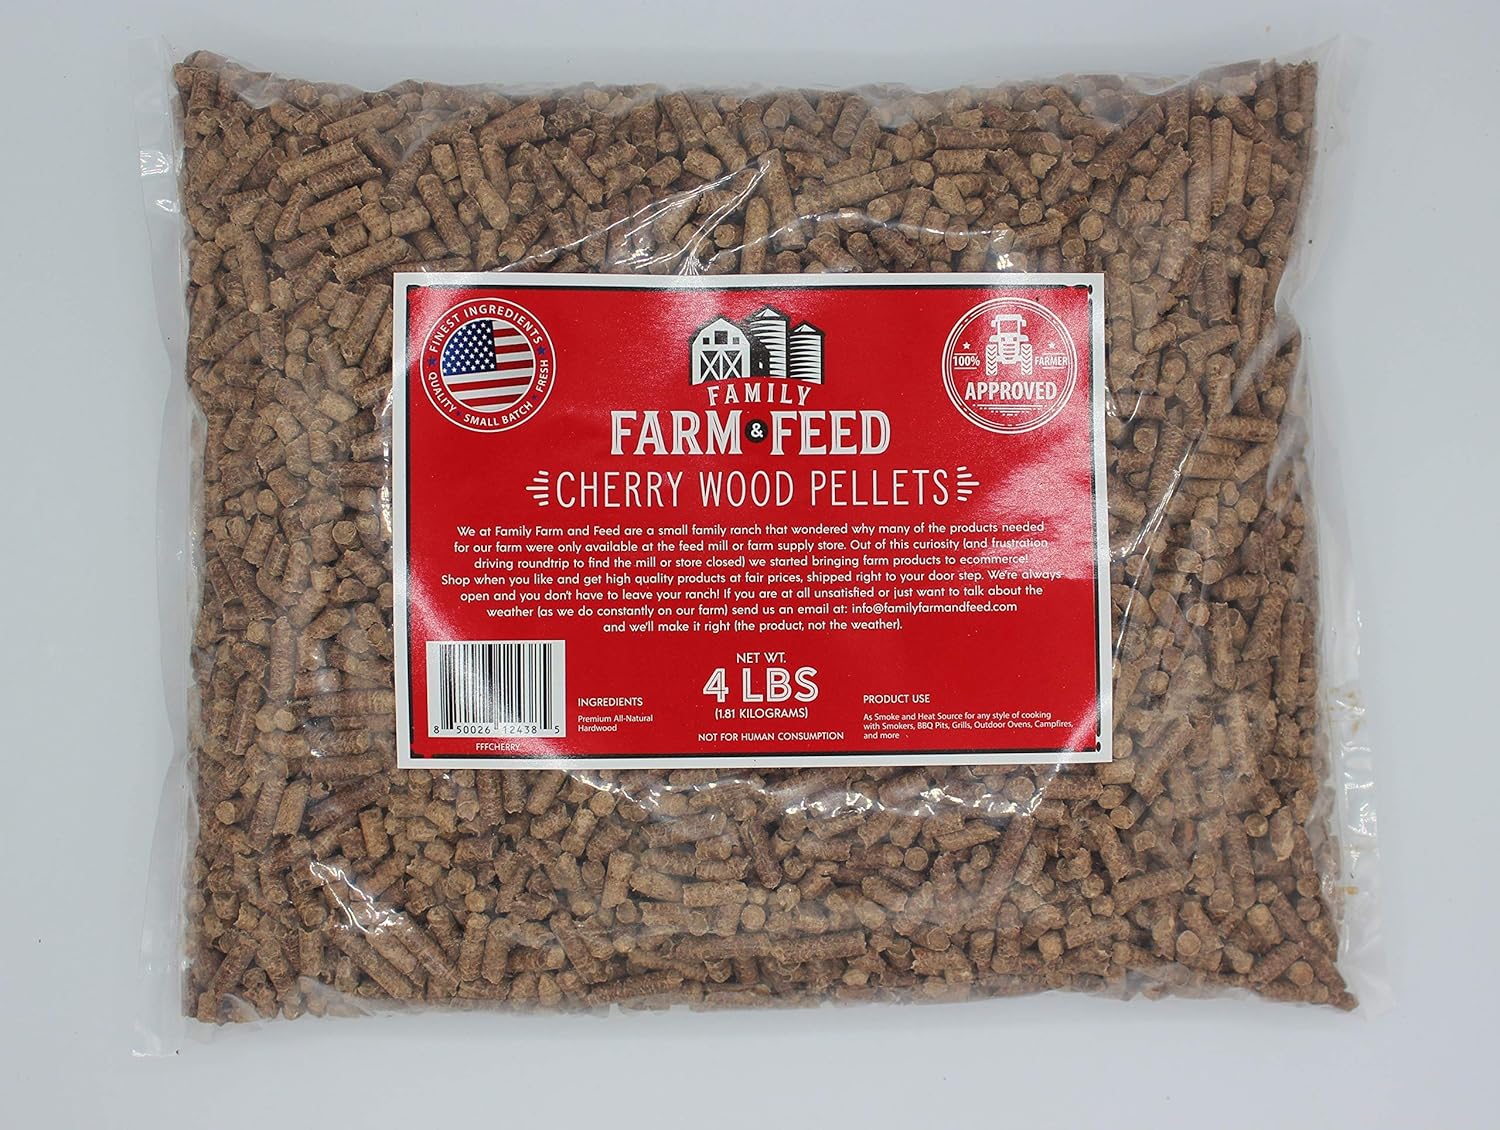 FINEST INGREDIENTS
QUALITY · SMALL BATCH · FRESH
100% FARMER
APPROVED
FAMILY
FARM & FEED
CHERRY WOOD PELLETS
We at Family Farm and Feed are a small family ranch that wondered why many of the products needed
for our farm were only available at the feed mill or farm supply store. Out of this curiosity (and frustration
driving roundtrip to find the mill or store closed) we started bringing farm products to ecommerce!
Shop when you like and get high quality products at fair prices, shipped right to your door step. We're always
open and you don't have to leave your ranch! If you are at all unsatisfied or just want to talk about the
weather (as we do constantly on our farm) send us an email at: info@familyfarmandfeed.com
and we'll make it right (the product, not the weather).
8 50026 12438 5
FFFCHERRY
INGREDIENTS
Premium All-Natural
Hardwood
NET WT.
4 LBS
(1.81 KILOGRAMS)
NOT FOR HUMAN CONSUMPTION
PRODUCT USE
As Smoke and Heat Source for any style of cooking
with Smokers, BBQ Pits, Grills, Outdoor Ovens, Campfires,
and more